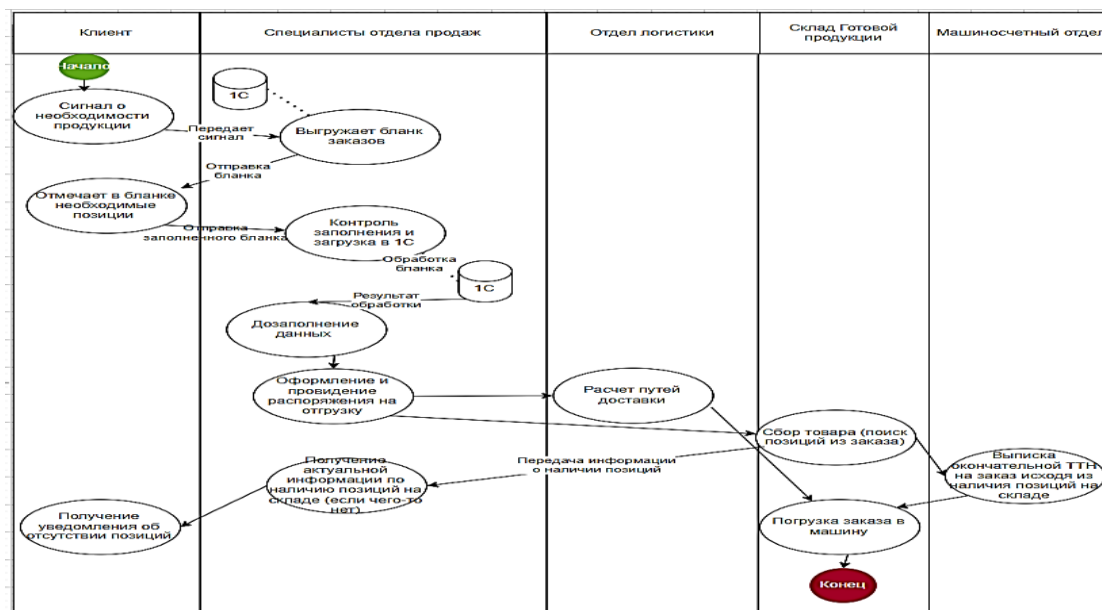 Клиент
Специалисты отдела продаж
Отдел логистики
Склад Готовой
продукции
Машиносчетный отдел
Начало
Сигнал о
необходимости
продукции
Передает
сигнал
1С
Выгружает бланк
заказов
Отправка
бланка
Отмечает в бланке
необходимые
позиции
Отправка
заполненного бланка
Контроль
заполнения и
загрузка в 1С
Обработка
бланка
1С
Результат
обработки
Дозаполнение
данных
Оформление и
провидение
распоряжения на
отгрузку
Расчет путей
доставки
Сбор товара (поиск
позиций из заказа)
Передача информации
о наличии позиций
Получение
актуальной
информации по
наличию позиций на
складе (если чего-то
нет)
Выписка
окончательной ТТН
на заказ исходя из
наличия позиций на
складе
Получение
уведомления об
отсутствии позиций
Погрузка заказа в
машину
Конец